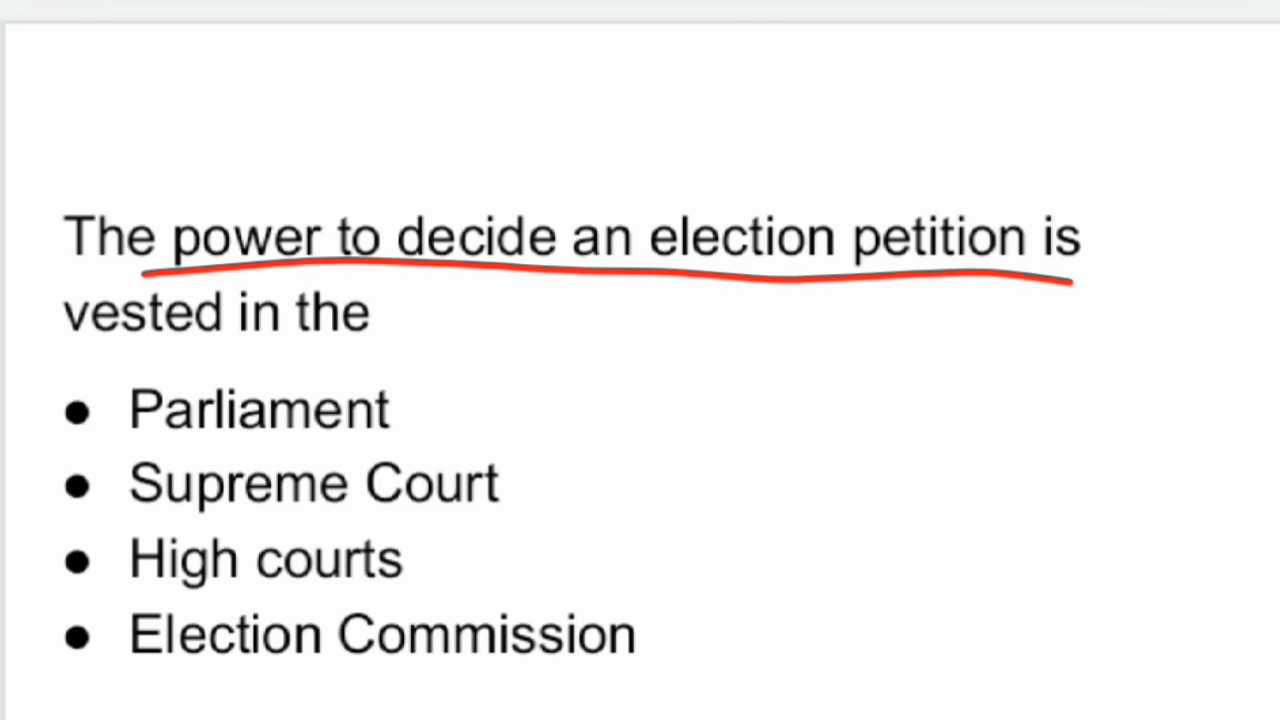 The power to decide an election petition is
vested in the
● Parliament
● Supreme Court
● High courts
● Election Commission